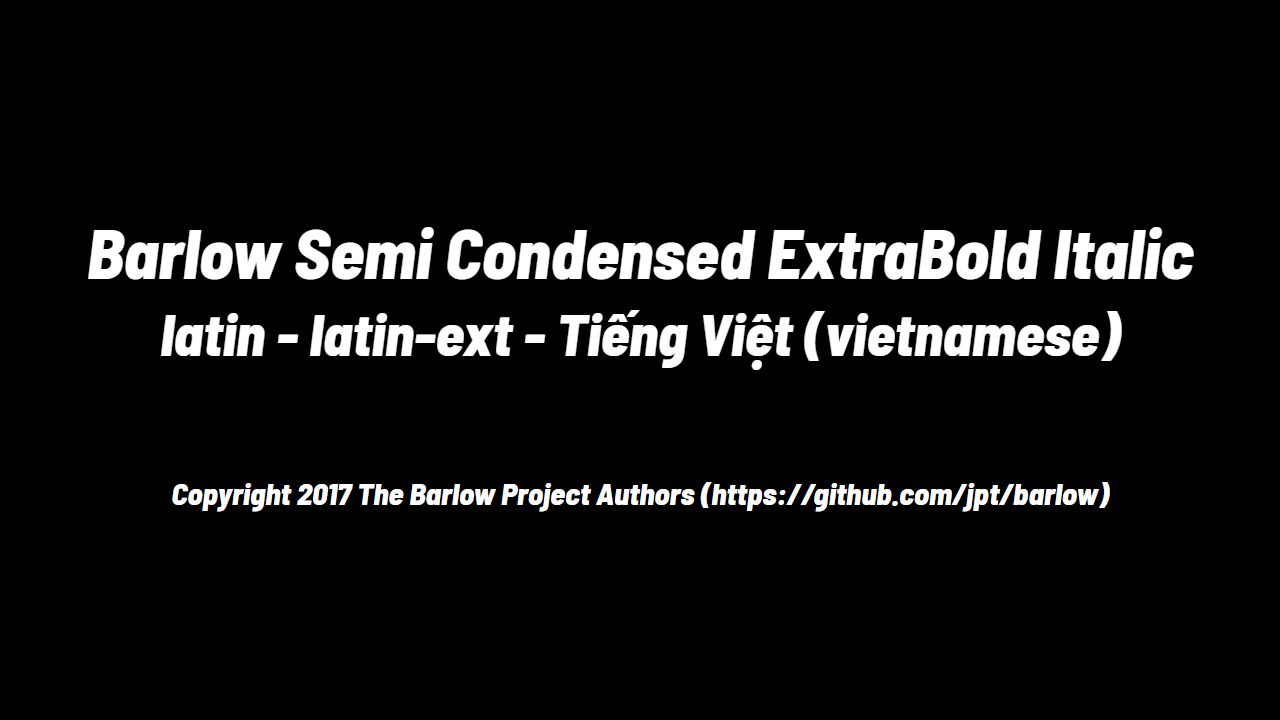 Barlow Semi Condensed ExtraBold Italic
latin - latin-ext - Tiếng Việt (vietnamese)
Copyright 2017 The Barlow Project Authors (https://github.com/jpt/barlow)